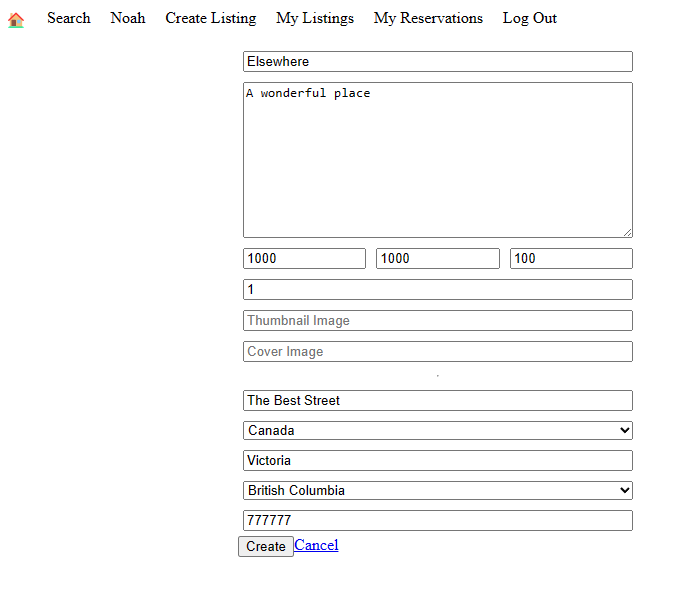 Search Noah Create Listing My Listings My Reservations Log Out
Elsewhere
A wonderful place
1000 1000 100
1
Thumbnail Image
Cover Image
The Best Street
Canada
Victoria
British Columbia
777777
Create Cancel